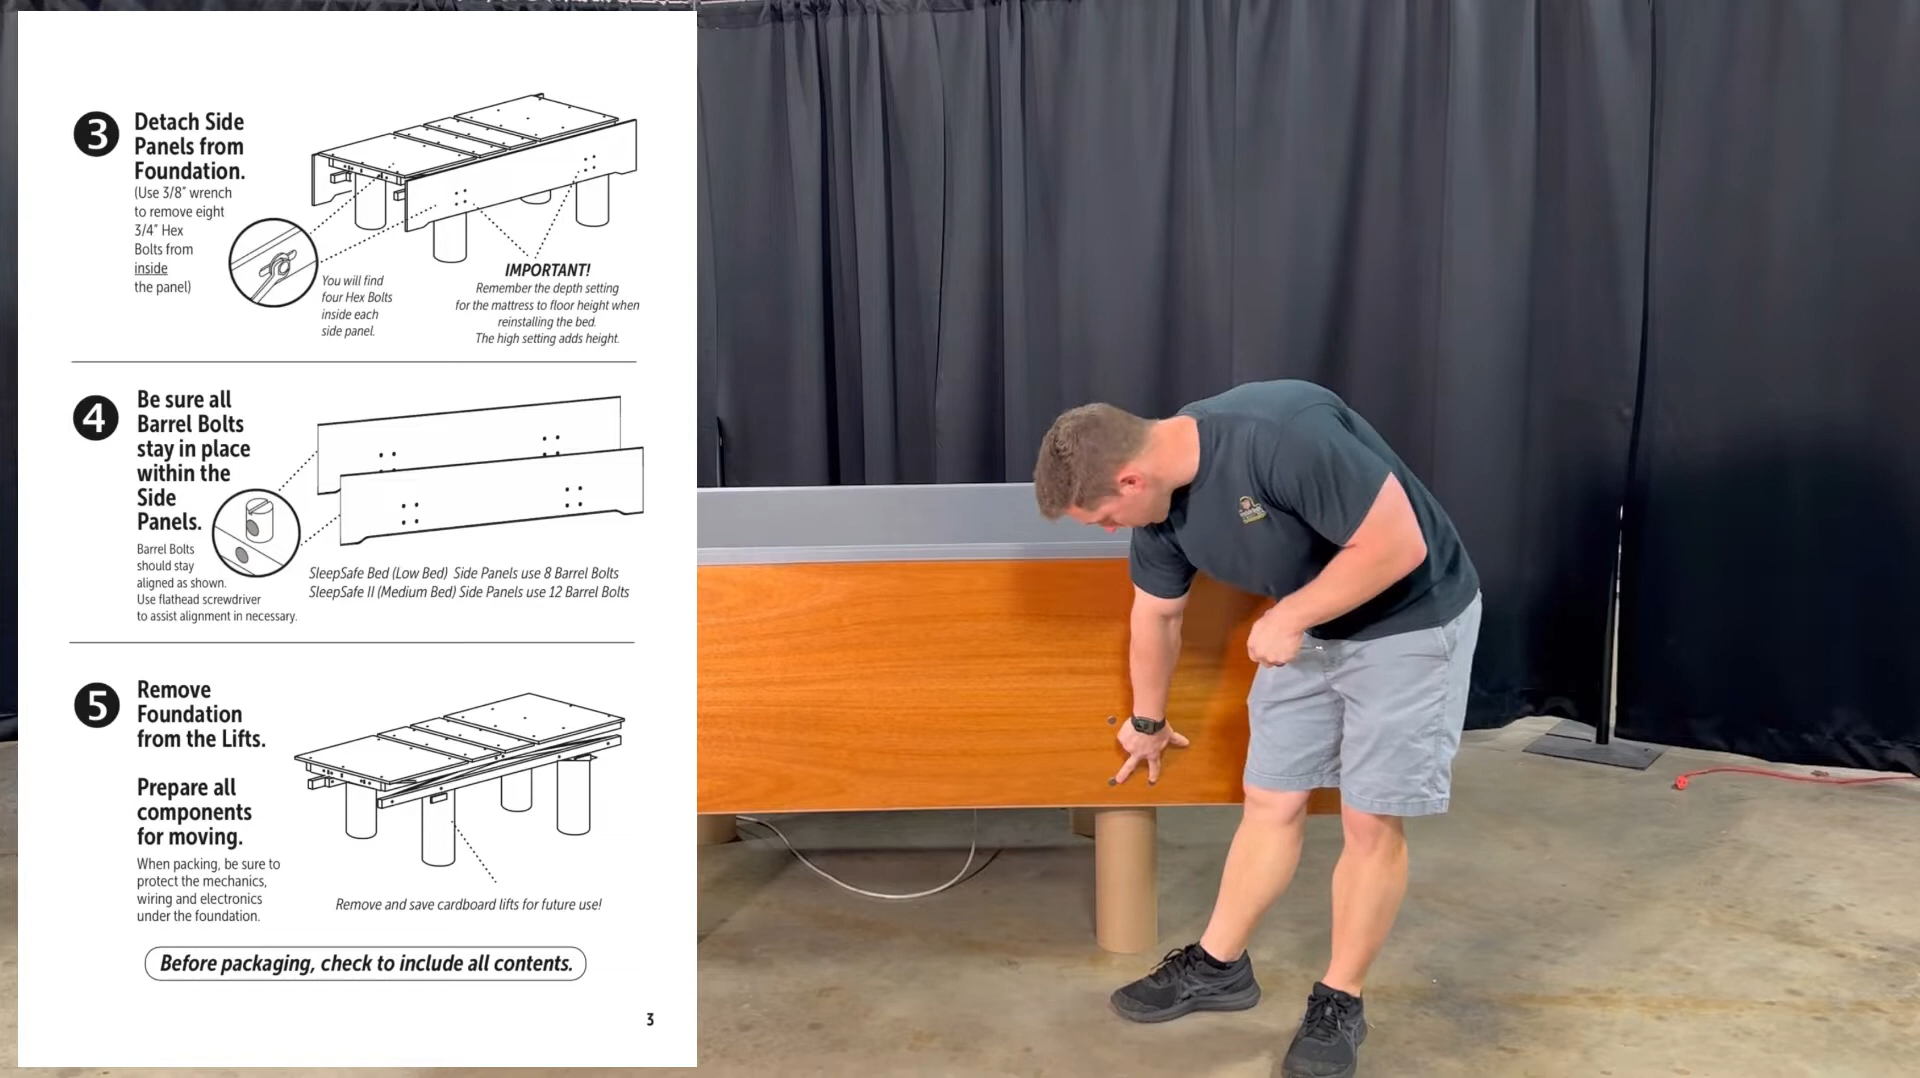 3
Detach Side
Panels from
Foundation.
(Use 3/8" wrench
to remove eight
3/4" Hex
Bolts from
inside
the panel)
You will find
four Hex Bolts
inside each
side panel.
IMPORTANT!
Remember the depth setting
for the mattress to floor height when
reinstalling the bed.
The high setting adds height.
4
Be sure all
Barrel Bolts
stay in place
within the
Side
Panels.
Barrel Bolts
should stay
aligned as shown.
Use flathead screwdriver
to assist alignment in necessary.
SleepSafe Bed (Low Bed) Side Panels use 8 Barrel Bolts
SleepSafe II (Medium Bed) Side Panels use 12 Barrel Bolts
5
Remove
Foundation
from the Lifts.
Prepare all
components
for moving.
When packing, be sure to
protect the mechanics,
wiring and electronics
under the foundation.
Remove and save cardboard lifts for future use!
Before packaging, check to include all contents.
3